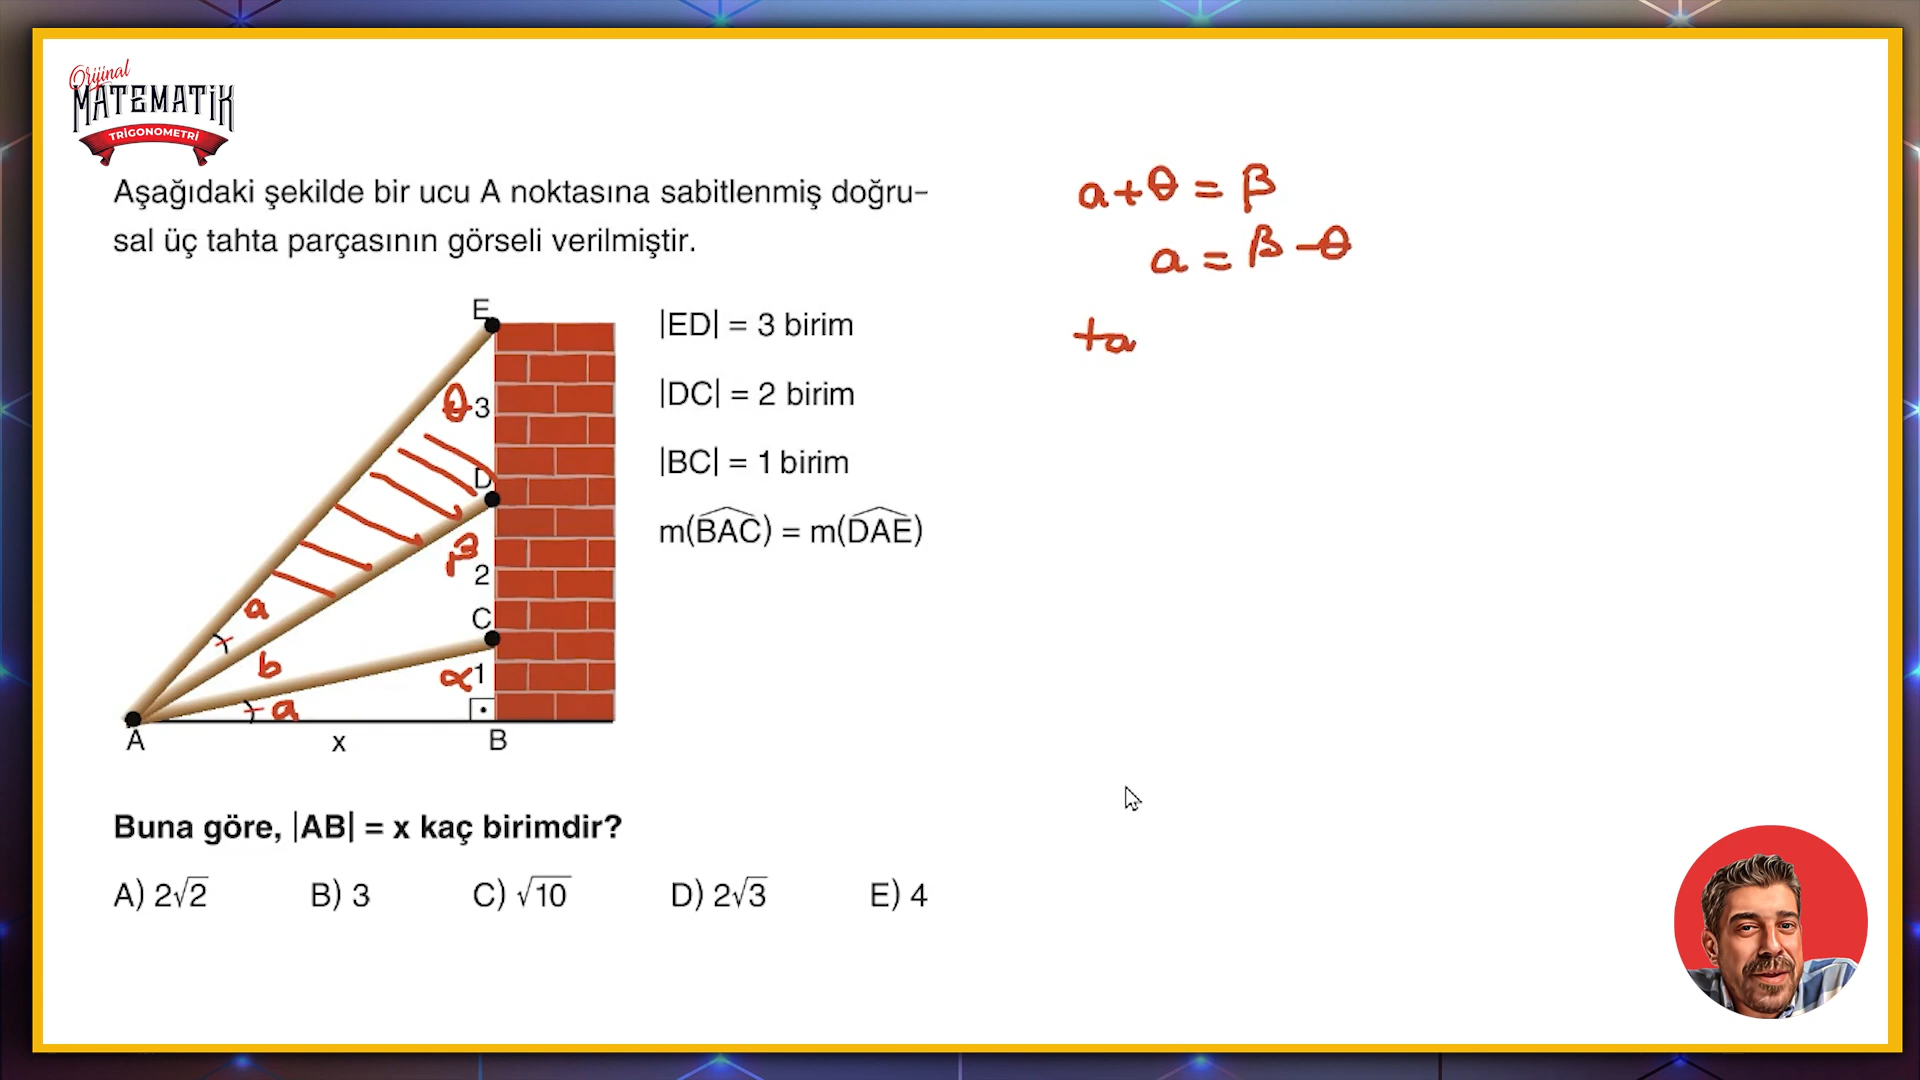 Orijinal
MATEMATİK
TRİGONOMETRİ
Aşağıdaki şekilde bir ucu A noktasına sabitlenmiş doğru-
sal üç tahta parçasının görseli verilmiştir.
E
θ 3
D
β
2
C
α 1
a
b
a
A
x
B
|ED| = 3 birim
|DC| = 2 birim
|BC| = 1 birim
m(BAC) = m(DAE)
Buna göre, |AB| = x kaç birimdir?
A) 2√2 B) 3 C) √10 D) 2√3 E) 4
a+θ = β
a = β - θ
ta